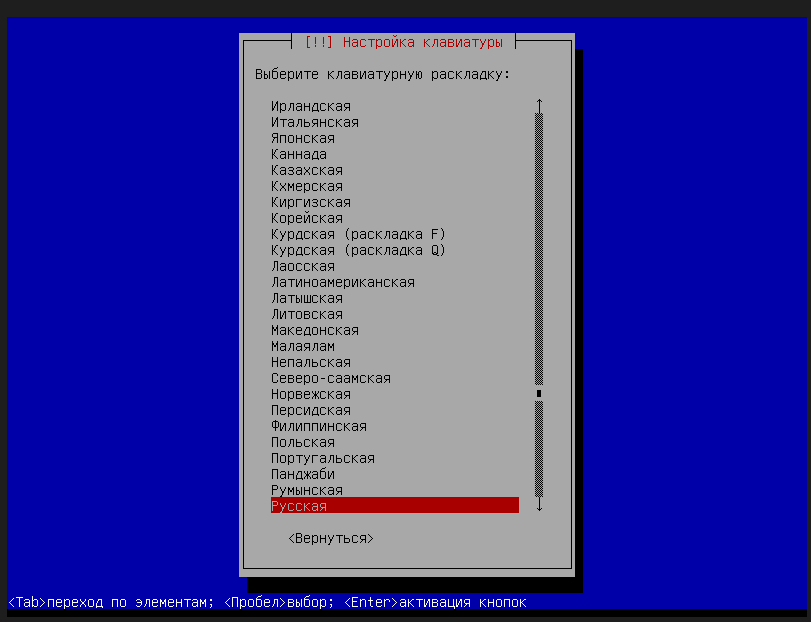 [!!] Настройка клавиатуры
Выберите клавиатурную раскладку:
Ирландская
Итальянская
Японская
Каннада
Казахская
Кхмерская
Киргизская
Корейская
Курдская (раскладка F)
Курдская (раскладка Q)
Лаосская
Латиноамериканская
Латышская
Литовская
Македонская
Малаялам
Непальская
Северо-саамская
Норвежская
Персидская
Филиппинская
Польская
Португальская
Панджаби
Румынская
Русская
<Вернуться>
<Tab>переход по элементам; <Пробел>выбор; <Enter>активация кнопок